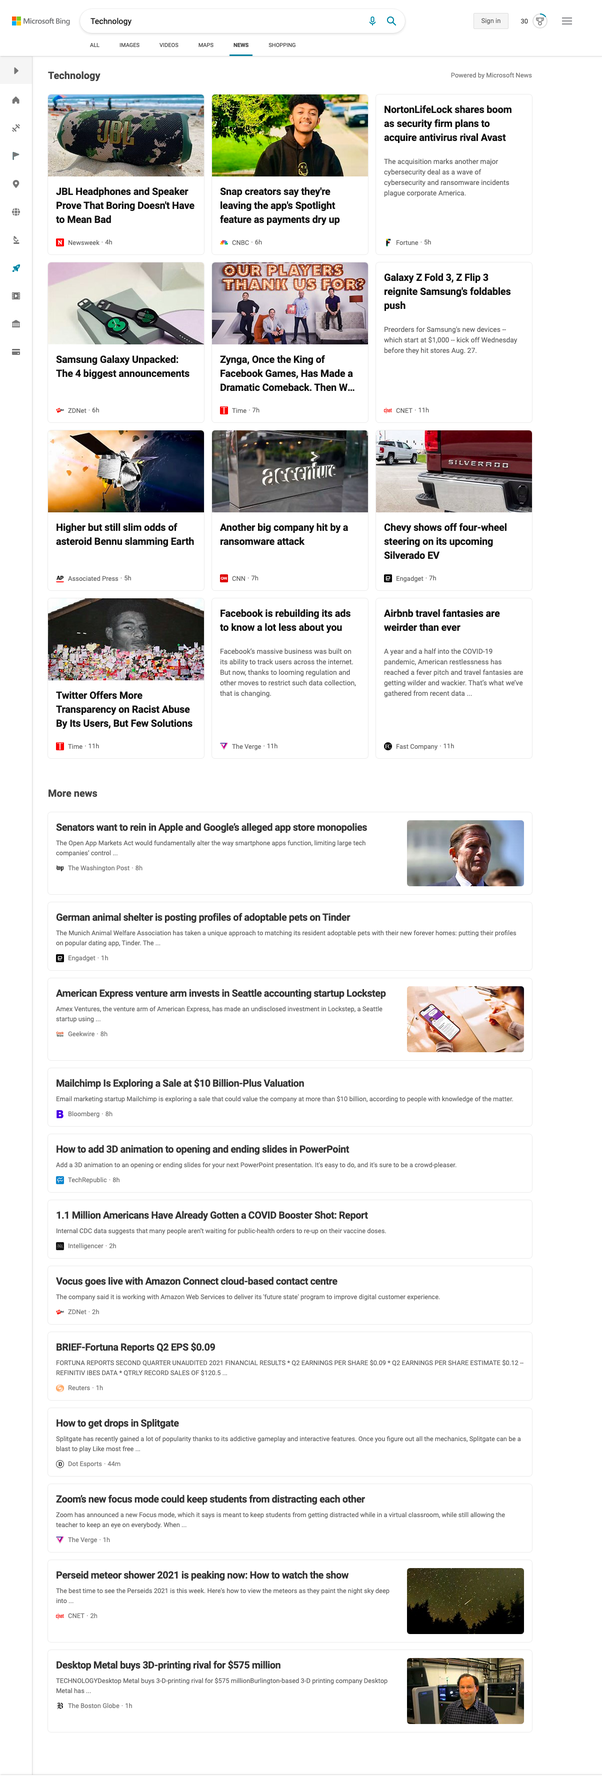 Microsoft Bing
Technology
Sign in
30
ALL
IMAGES
VIDEOS
MAPS
NEWS
SHOPPING
Technology
Powered by Microsoft News
JBL
JBL Headphones and Speaker
Prove That Boring Doesn't Have
to Mean Bad
Newsweek · 4h
Snap creators say they're
leaving the app's Spotlight
feature as payments dry up
CNBC · 6h
NortonLifeLock shares boom
as security firm plans to
acquire antivirus rival Avast
The acquisition marks another major
cybersecurity deal as a wave of
cybersecurity and ransomware incidents
plague corporate America.
Fortune · 5h
Samsung Galaxy Unpacked:
The 4 biggest announcements
ZDNet · 6h
OUR PLAYERS
THANK US FOR?
Zynga, Once the King of
Facebook Games, Has Made a
Dramatic Comeback. Then W...
Time · 7h
Galaxy Z Fold 3, Z Flip 3
reignite Samsung's foldables
push
Preorders for Samsung's new devices –
which start at $1,000 – kick off Wednesday
before they hit stores Aug. 27.
CNET · 11h
Higher but still slim odds of
asteroid Bennu slamming Earth
AP
Associated Press · 5h
accenture
Another big company hit by a
ransomware attack
CNN · 7h
SILVERADO
Chevy shows off four-wheel
steering on its upcoming
Silverado EV
Engadget · 7h
Twitter Offers More
Transparency on Racist Abuse
By Its Users, But Few Solutions
Time · 11h
Facebook is rebuilding its ads
to know a lot less about you
Facebook's massive business was built on
its ability to track users across the internet.
But now, thanks to looming regulation and
other moves to restrict such data collection,
that is changing.
The Verge · 11h
Airbnb travel fantasies are
weirder than ever
A year and a half into the COVID-19
pandemic, American restlessness has
reached a fever pitch and travel fantasies are
getting wilder and wackier. That's what we've
gathered from recent data ...
Fast Company · 11h
More news
Senators want to rein in Apple and Google's alleged app store monopolies
The Open App Markets Act would fundamentally alter the way smartphone apps function, limiting large tech
companies' control ...
The Washington Post · 8h
German animal shelter is posting profiles of adoptable pets on Tinder
The Munich Animal Welfare Association has taken a unique approach to matching its resident adoptable pets with their new forever homes: putting their profiles
on popular dating app, Tinder. The ...
Engadget · 1h
American Express venture arm invests in Seattle accounting startup Lockstep
Amex Ventures, the venture arm of American Express, has made an undisclosed investment in Lockstep, a Seattle
startup using ...
Geekwire · 8h
Mailchimp Is Exploring a Sale at $10 Billion-Plus Valuation
Email marketing startup Mailchimp is exploring a sale that could value the company at more than $10 billion, according to people with knowledge of the matter.
Bloomberg · 8h
How to add 3D animation to opening and ending slides in PowerPoint
Add a 3D animation to an opening or ending slides for your next PowerPoint presentation. It's easy to do, and it's sure to be a crowd-pleaser.
TechRepublic · 8h
1.1 Million Americans Have Already Gotten a COVID Booster Shot: Report
Internal CDC data suggests that many people aren't waiting for public-health orders to re-up on their vaccine doses.
Intelligencer · 2h
Vocus goes live with Amazon Connect cloud-based contact centre
The company said it is working with Amazon Web Services to deliver its 'future state' program to improve digital customer experience.
ZDNet · 2h
BRIEF-Fortuna Reports Q2 EPS $0.09
FORTUNA REPORTS SECOND QUARTER UNAUDITED 2021 FINANCIAL RESULTS * Q2 EARNINGS PER SHARE $0.09 * Q2 EARNINGS PER SHARE ESTIMATE $0.12 –
REFINITIV IBES DATA * QTRLY RECORD SALES OF $120.5 ...
Reuters · 1h
How to get drops in Splitgate
Splitgate has recently gained a lot of popularity thanks to its addictive gameplay and interactive features. Once you figure out all the mechanics, Splitgate can be a
blast to play Like most free ...
Dot Esports · 44m
Zoom's new focus mode could keep students from distracting each other
Zoom has announced a new Focus mode, which it says is meant to keep students from getting distracted while in a virtual classroom, while still allowing the
teacher to keep an eye on everybody. When ...
The Verge · 1h
Perseid meteor shower 2021 is peaking now: How to watch the show
The best time to see the Perseids 2021 is this week. Here's how to view the meteors as they paint the night sky deep
into ...
CNET · 2h
Desktop Metal buys 3D-printing rival for $575 million
TECHNOLOGYDesktop Metal buys 3-D-printing rival for $575 millionBurlington-based 3-D printing company Desktop
Metal has ...
The Boston Globe · 1h